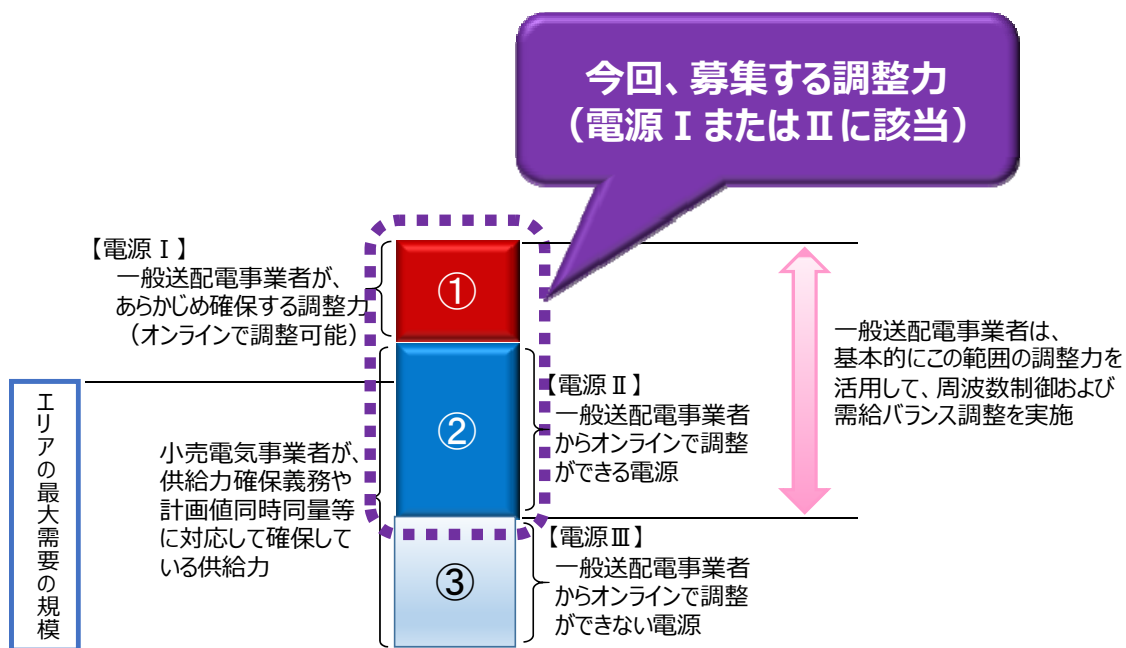 今回、募集する調整力
（電源Ⅰまたはⅱに該当）
【電源Ⅰ】
一般送配電事業者が、
あらかじめ確保する調整力
（オンラインで調整可能）
①
一般送配電事業者は、
基本的にこの範囲の調整力を
活用して、周波数制御および
需給バランス調整を実施
エリアの最大需要の規模
小売電気事業者が、
供給力確保義務や
計画値同時同量等
に対応して確保して
いる供給力
②
【電源Ⅱ】
一般送配電事業者
からオンラインで調整
ができる電源
③
【電源Ⅲ】
一般送配電事業者
からオンラインで調整
ができない電源